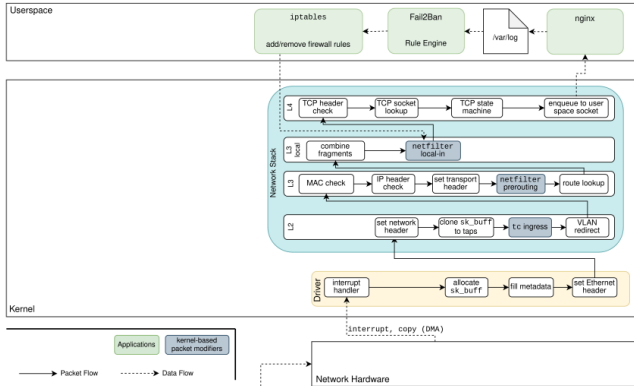 Userspace
iptables
add/remove firewall rules
Fail2Ban
Rule Engine
/var/log
nginx
Network Stack
L4
TCP header
check
TCP socket
lookup
TCP state
machine
enqueue to user
space socket
L3
local
combine
fragments
netfilter
local-in
L3
MAC check
IP header
check
set transport
header
netfilter
prerouting
route lookup
L2
set network
header
clone sk_buff
to taps
tc ingress
VLAN
redirect
Driver
interrupt
handler
allocate
sk_buff
fill metadata
set Ethernet
header
Kernel
interrupt, copy (DMA)
Applications
kernel-based
packet modifiers
Packet Flow
Data Flow
Network Hardware